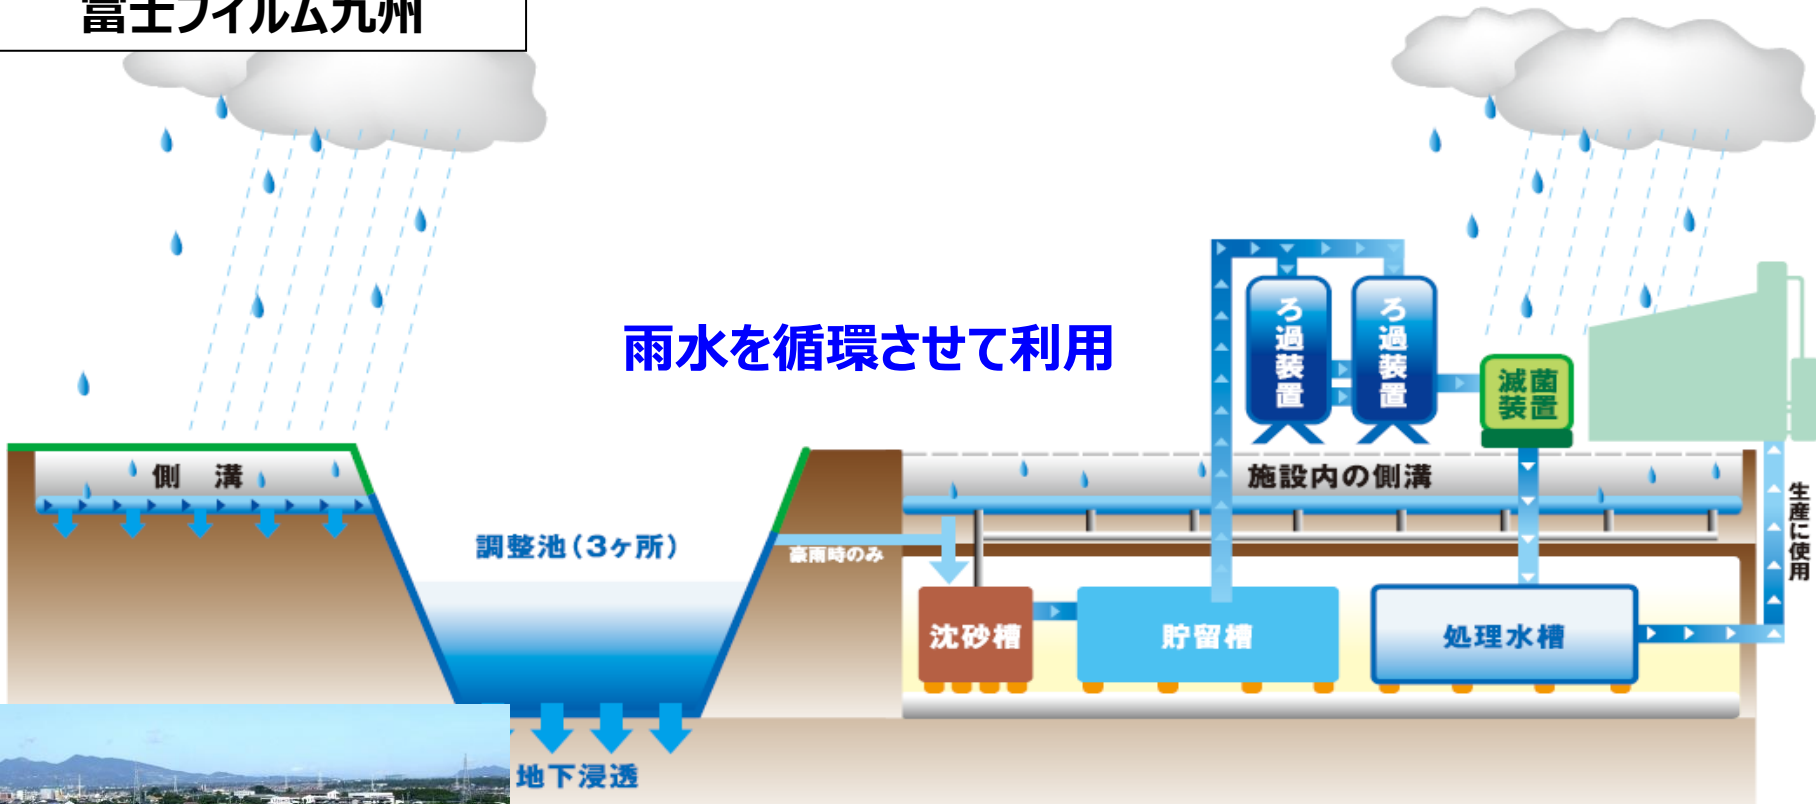 富士フイルム九州
雨水を循環させて利用
ろ過装置
ろ過装置
滅菌
装置
側溝
施設内の側溝
調整池(3ヶ所)
豪雨時のみ
生産に使用
沈砂槽
貯留槽
処理水槽
地下浸透